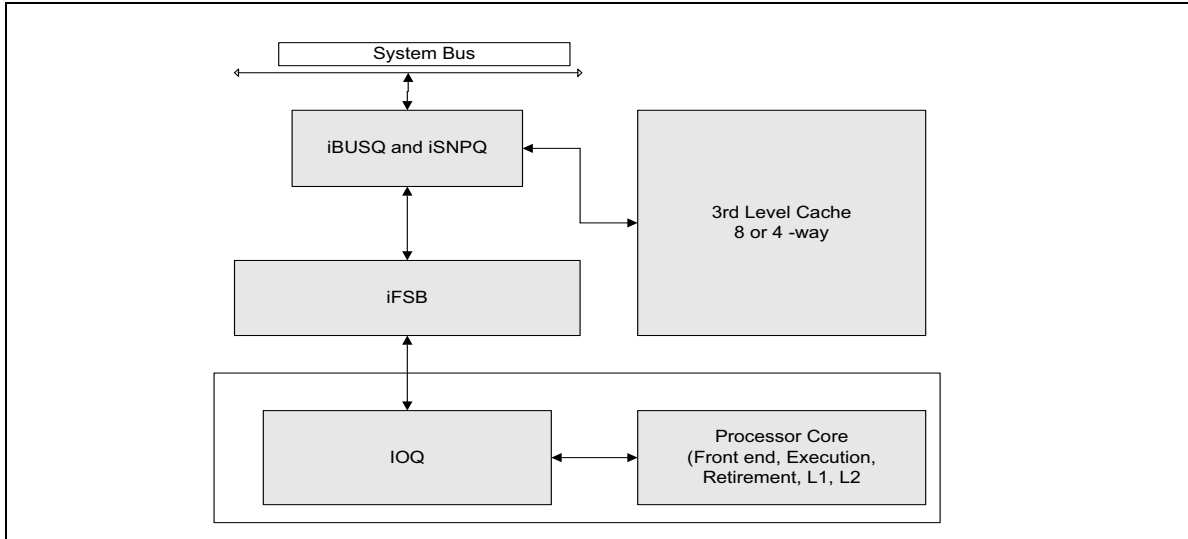 System Bus
iBUSQ and iSNPQ
3rd Level Cache
8 or 4 -way
iFSB
IOQ
Processor Core
(Front end, Execution,
Retirement, L1, L2